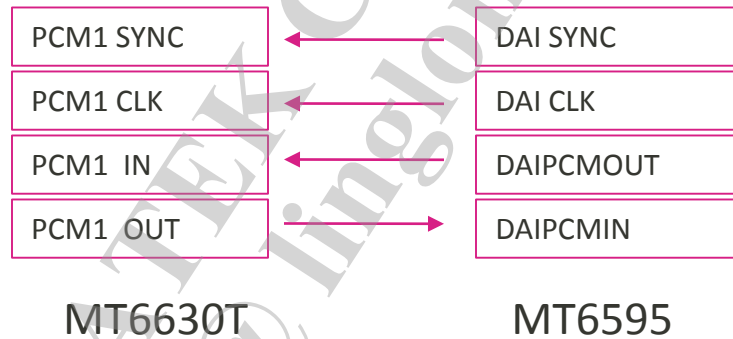 PCM1 SYNC DAI SYNC
PCM1 CLK DAI CLK
PCM1 IN DAIPCMOUT
PCM1 OUT DAIPCMIN
MT6630T MT6595